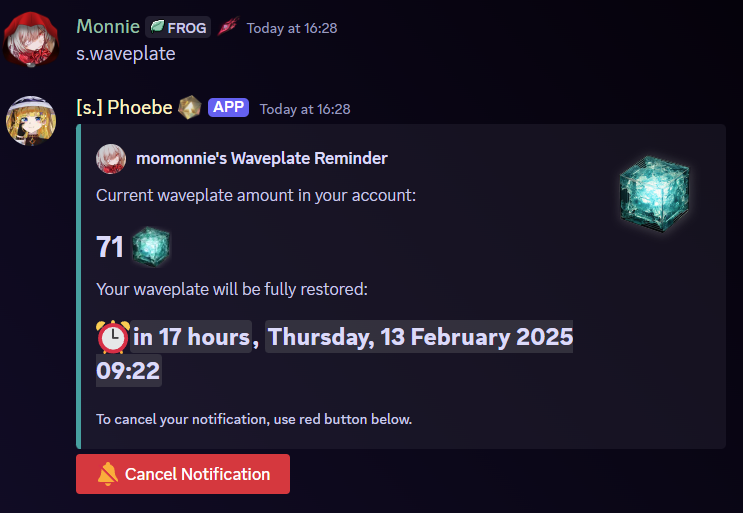 Monnie FROG Today at 16:28
s.waveplate
[s.] Phoebe APP Today at 16:28
momonnie's Waveplate Reminder
Current waveplate amount in your account:
71
Your waveplate will be fully restored:
in 17 hours, Thursday, 13 February 2025
09:22
To cancel your notification, use red button below.
Cancel Notification